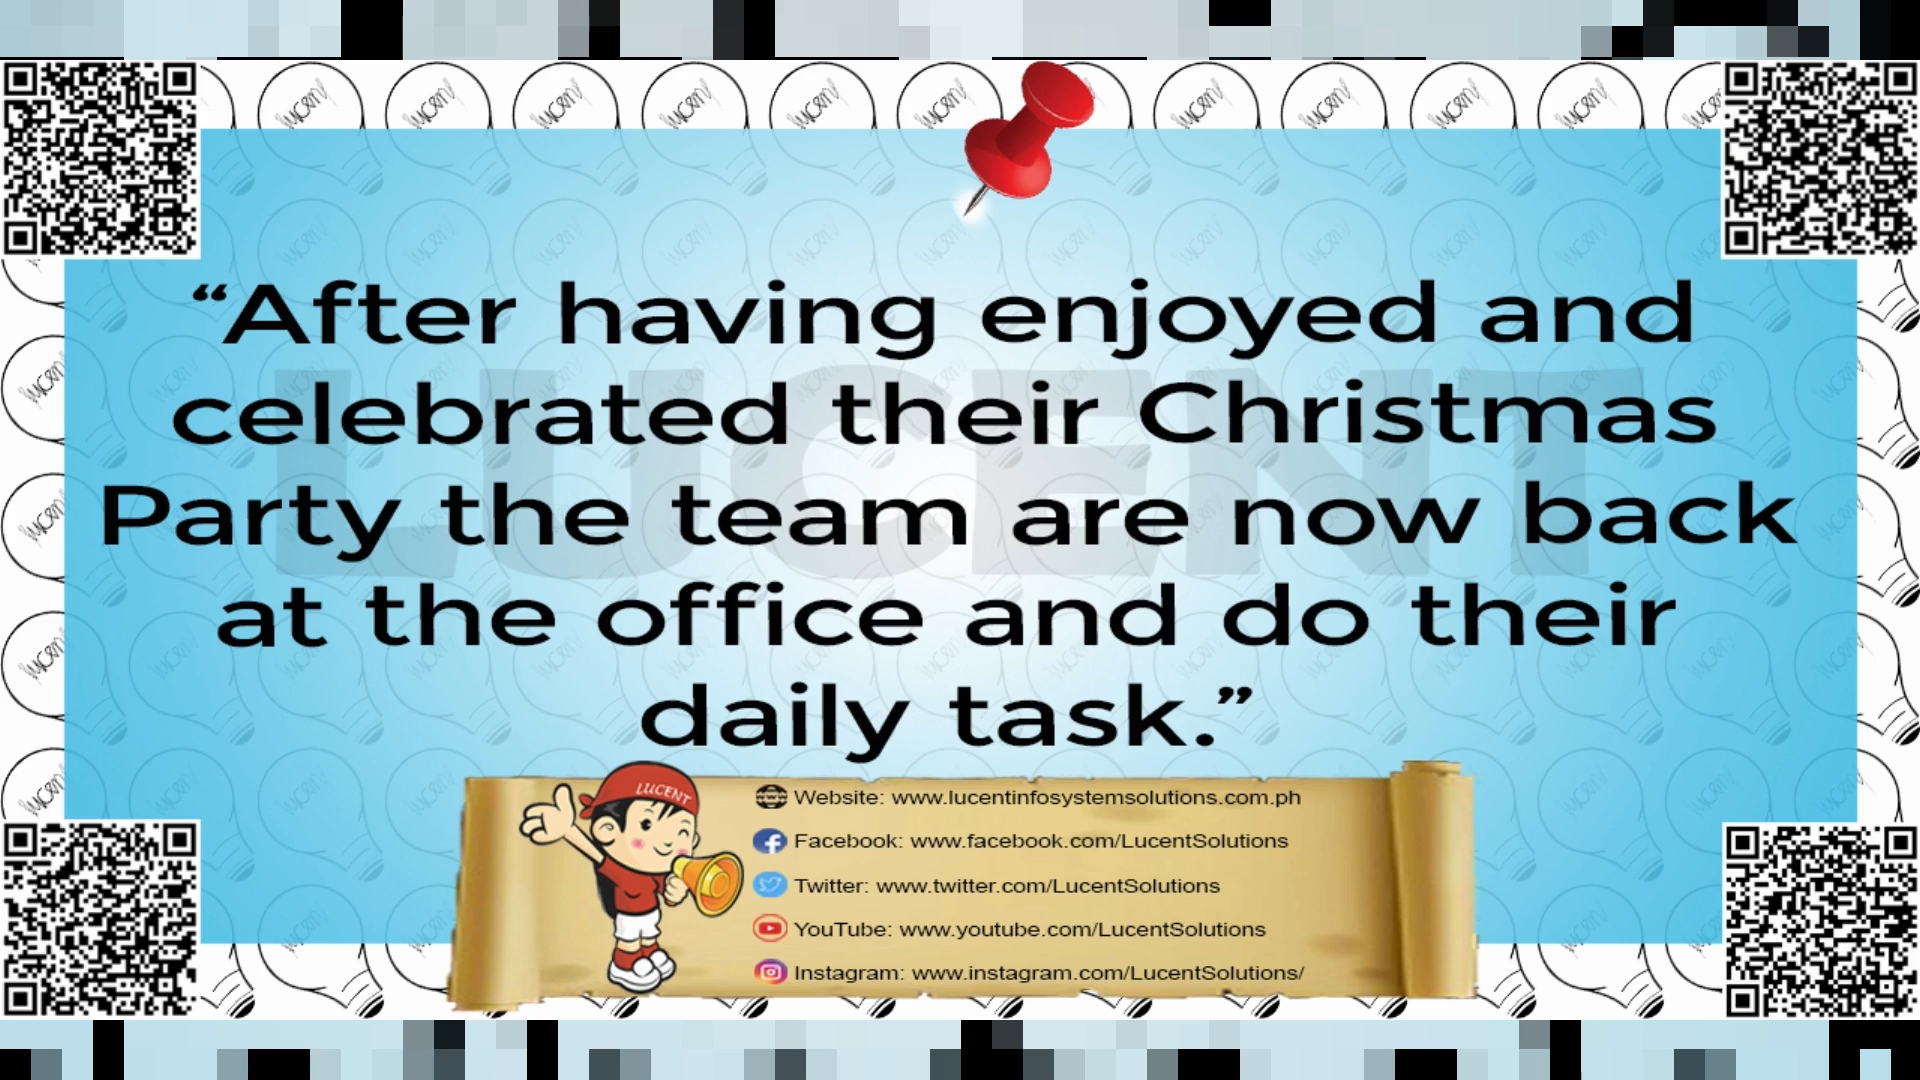 “After having enjoyed and
celebrated their Christmas
Party the team are now back
at the office and do their
daily task.”
LUCENT
LUCENT
Website: www.lucentinfosystemsolutions.com.ph
Facebook: www.facebook.com/LucentSolutions
Twitter: www.twitter.com/LucentSolutions
YouTube: www.youtube.com/LucentSolutions
Instagram: www.instagram.com/LucentSolutions/